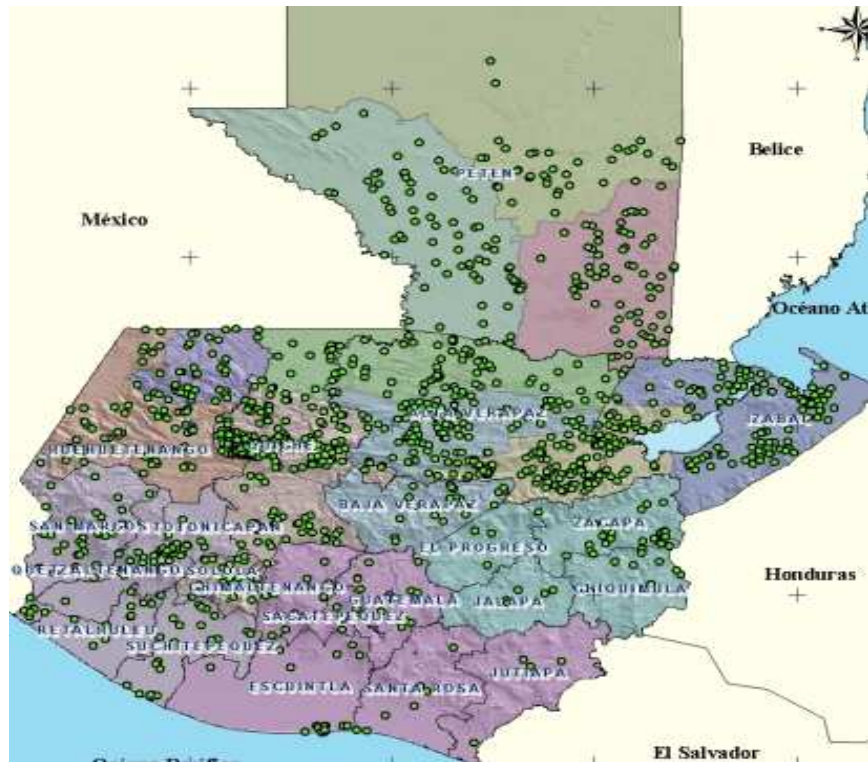 Belice
PETEN
México
Océano At
ALTA VERAPAZ
ZABAL
HUEHUETENANGO
QUICHE
BAJA VERAPAZ
SAN MARCOS
TOTONICAPAN
ZACAPA
EL PROGRESO
QUETZALTENANGO
SOLOLA
Honduras
CHIMALTENANGO
CHIQUIMULA
GUATEMALA
JALAPA
SACATEPEQUEZ
RETALHULEU
SUCHITEPEQUEZ
JUTIAPA
ESCUINTLA
SANTA ROSA
El Salvador